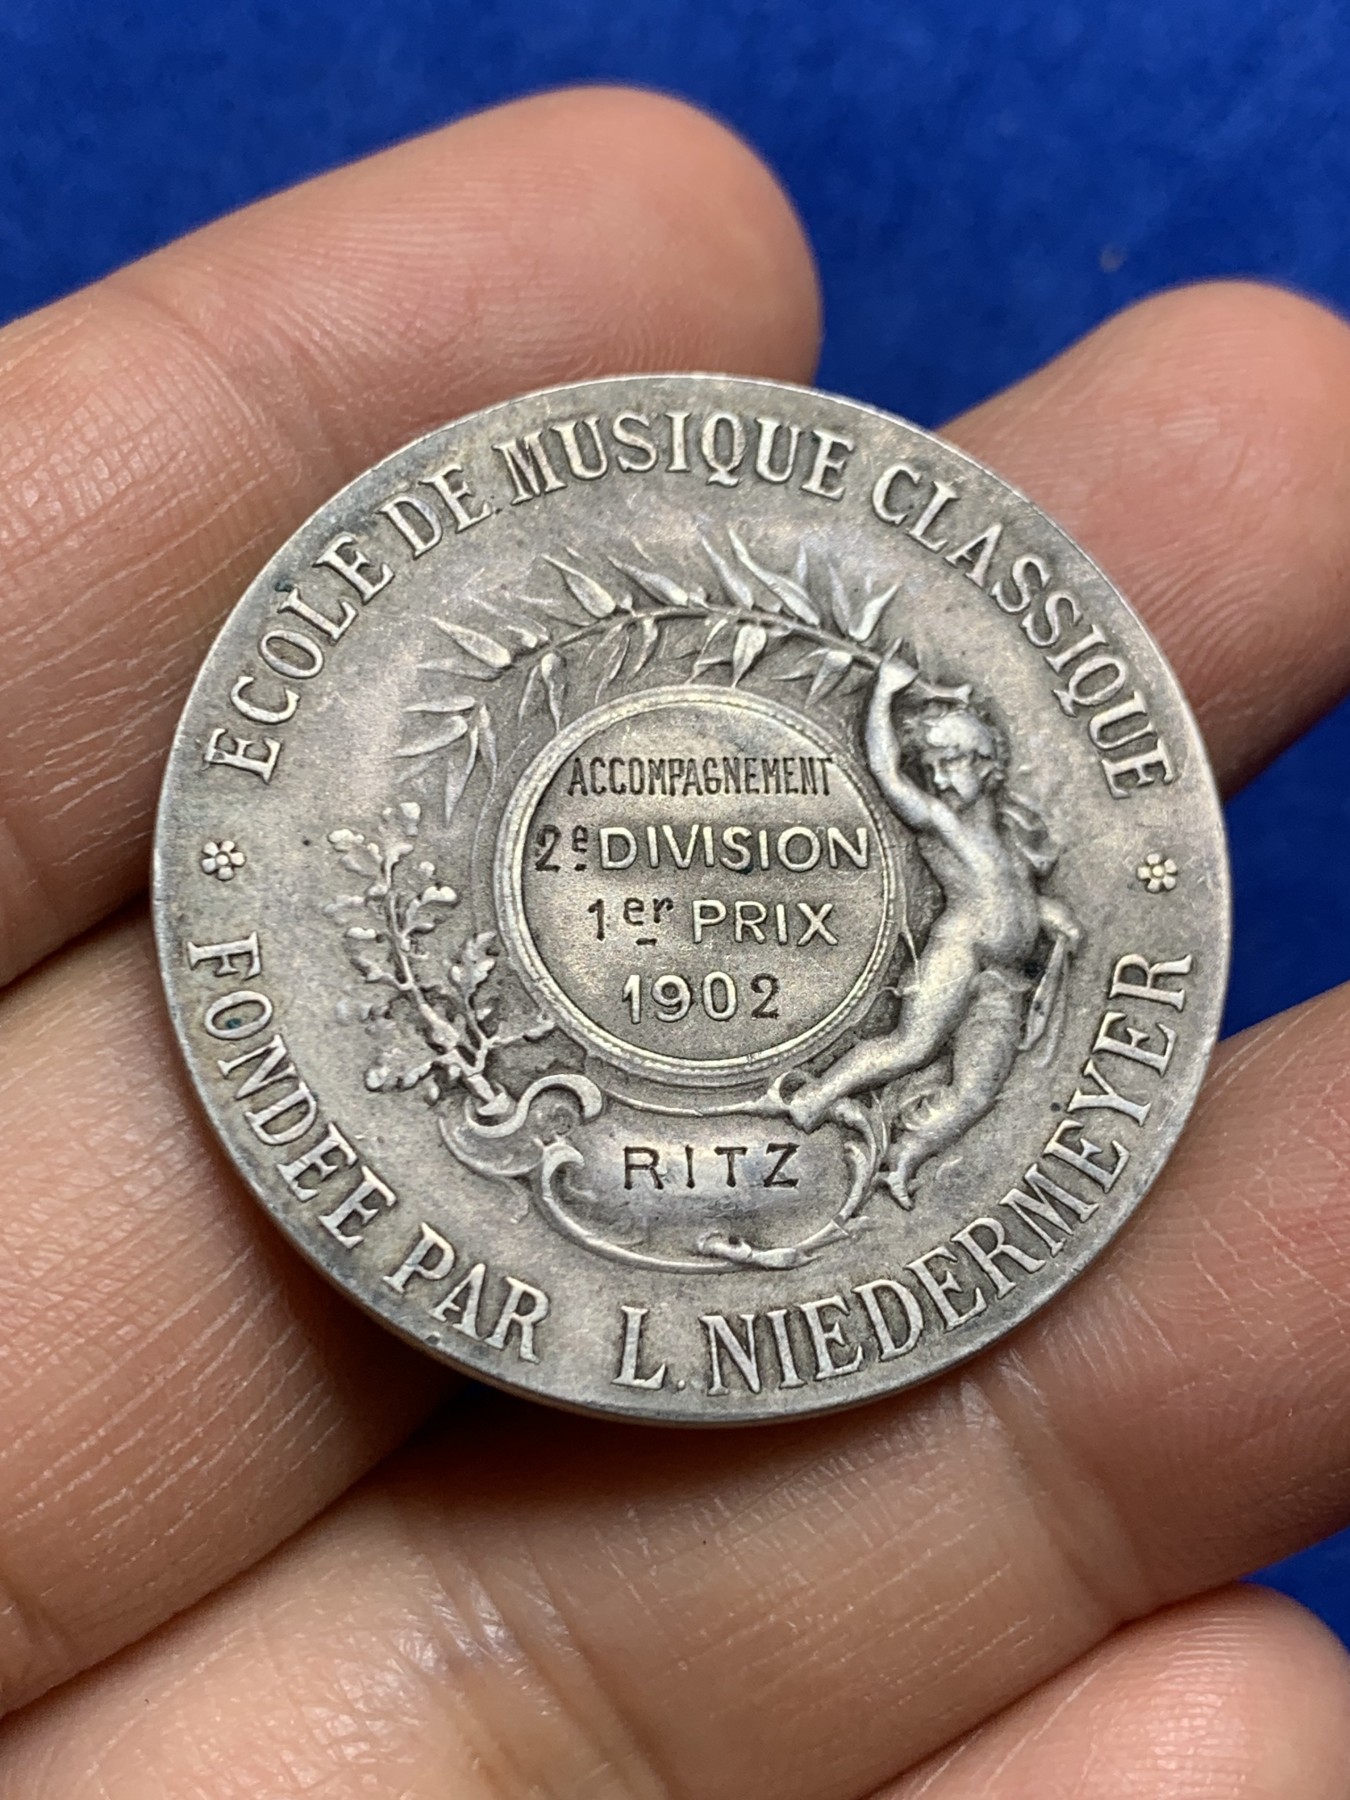 ECOLE DE MUSIQUE CLASSIQUE
ACCOMPAGNEMENT
2e DIVISION
1er PRIX
1902
RITZ
FONDEE PAR L. NIEDERMEYER